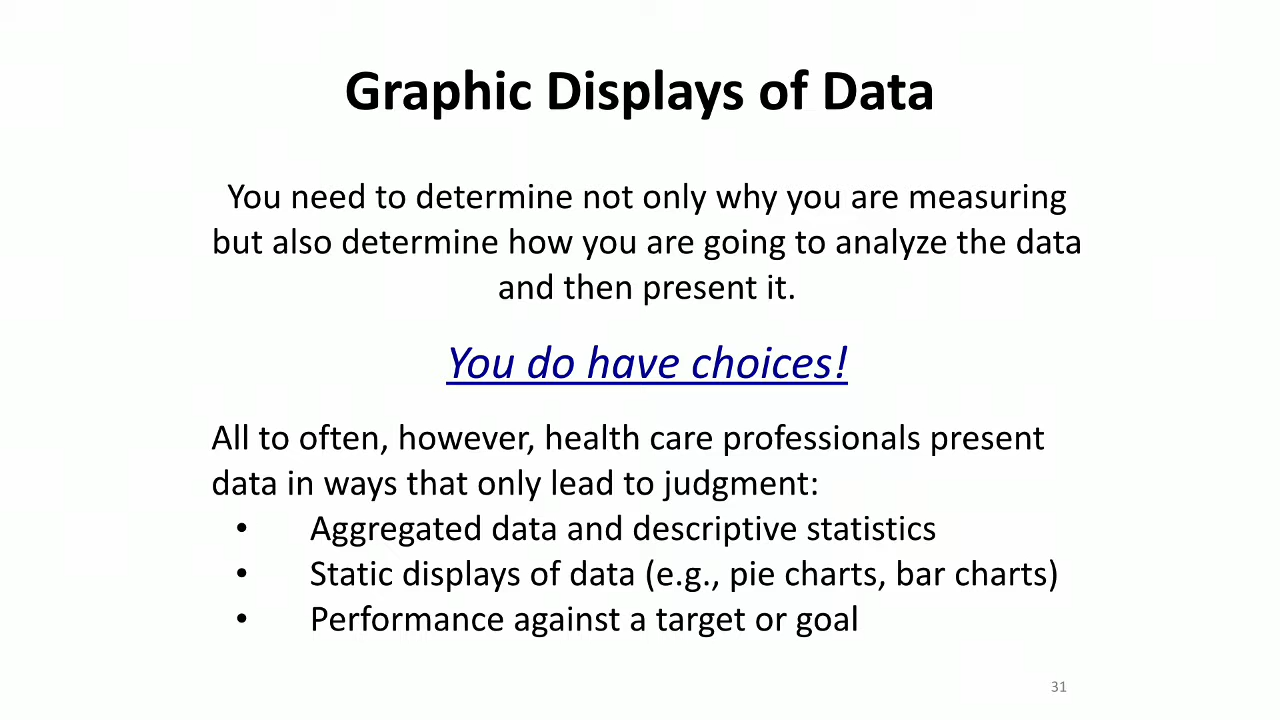 Graphic Displays of Data
You need to determine not only why you are measuring
but also determine how you are going to analyze the data
and then present it.
You do have choices!
All to often, however, health care professionals present
data in ways that only lead to judgment:
• Aggregated data and descriptive statistics
• Static displays of data (e.g., pie charts, bar charts)
• Performance against a target or goal
31